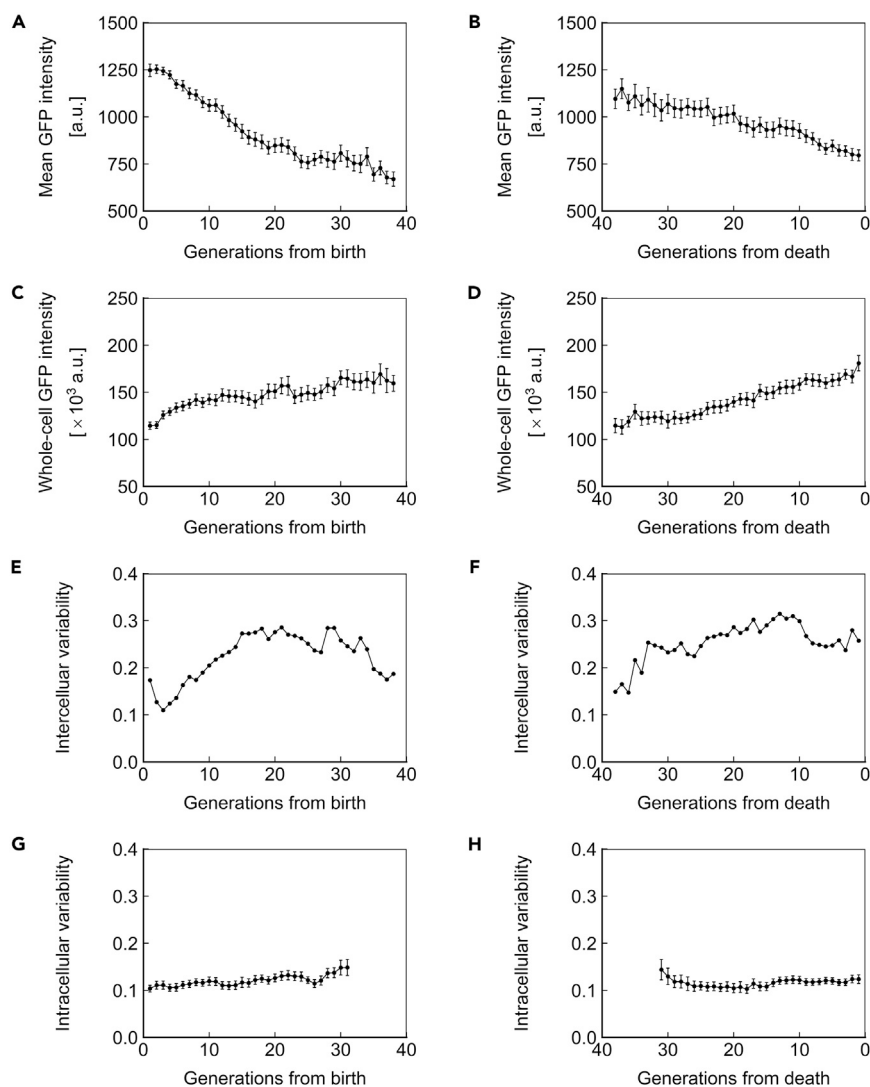 A
1500
1250
1000
750
500
Mean GFP intensity
[a.u.]
0 10 20 30 40
Generations from birth
B
1500
1250
1000
750
500
Mean GFP intensity
[a.u.]
40 30 20 10 0
Generations from death
C
250
200
150
100
50
Whole-cell GFP intensity
[ ×10³ a.u.]
0 10 20 30 40
Generations from birth
D
250
200
150
100
50
Whole-cell GFP intensity
[ ×10³ a.u.]
40 30 20 10 0
Generations from death
E
0.4
0.3
0.2
0.1
0.0
Intercelluar variability
0 10 20 30 40
Generations from birth
F
0.4
0.3
0.2
0.1
0.0
Intercelluar variability
40 30 20 10 0
Generations from death
G
0.4
0.3
0.2
0.1
0.0
Intracellular variability
0 10 20 30 40
Generations from birth
H
0.4
0.3
0.2
0.1
0.0
Intracellular variability
40 30 20 10 0
Generations from death